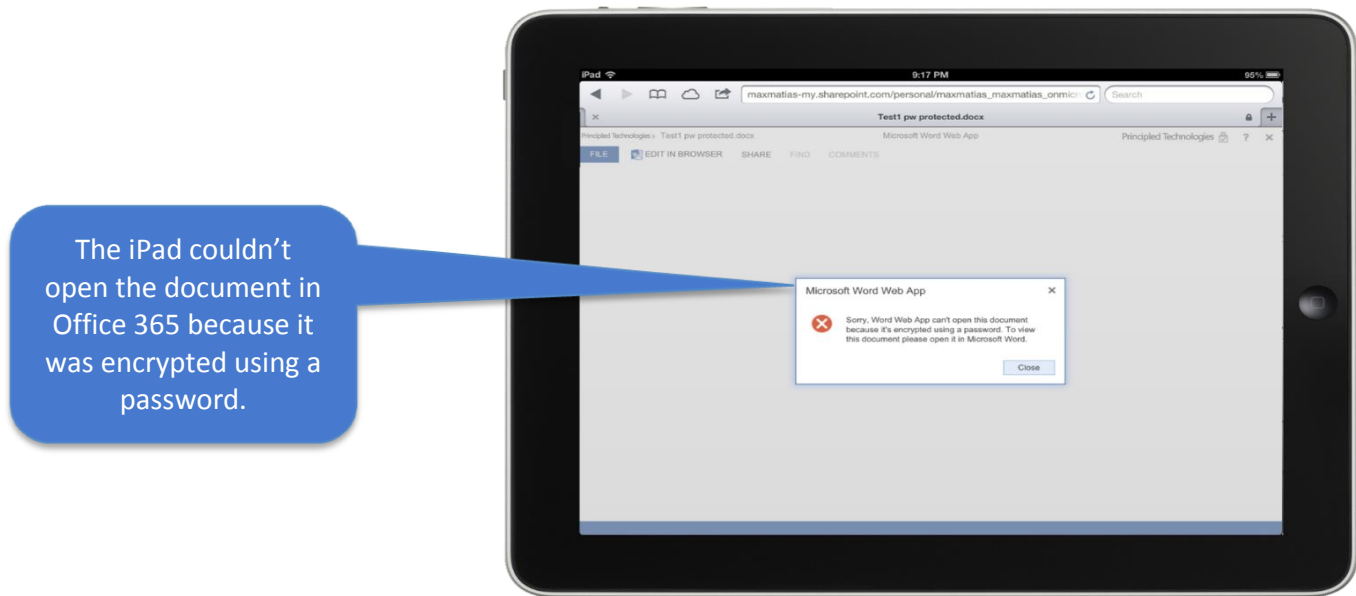 iPad
9:17 PM
95%
maxmatias-my.sharepoint.com/personal/maxmatias_maxmatias_onmicr
Search
Test1 pw protected.docx
Principled Technologies › Test1 pw protected.docx
Microsoft Word Web App
Principled Technologies
?
FILE
EDIT IN BROWSER
SHARE
FIND
COMMENTS
The iPad couldn’t
open the document in
Office 365 because it
was encrypted using a
password.
Microsoft Word Web App
Sorry, Word Web App can't open this document
because it's encrypted using a password. To view
this document please open it in Microsoft Word.
Close